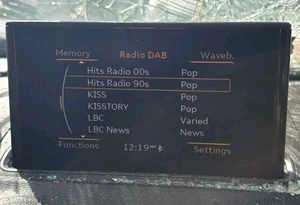 Memory Radio DAB Waveb.
Hits Radio 00s Pop
Hits Radio 90s Pop
KISS Pop
KISSTORY Pop
LBC Varied
LBC News News
Functions 12:19 AM Settings